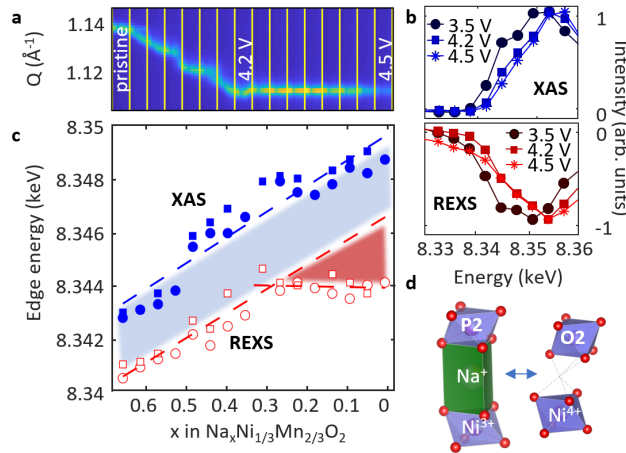 a
1.14
1.12
Q (Å⁻¹)
pristine
4.2 V
4.5 V
b
3.5 V
4.2 V
4.5 V
XAS
1
0
3.5 V
4.2 V
4.5 V
REXS
0
-1
Intensity (arb. units)
8.33 8.34 8.35 8.36
Energy (keV)
c
8.35
8.348
8.346
8.344
8.342
8.34
Edge energy (keV)
XAS
REXS
0.6 0.5 0.4 0.3 0.2 0.1 0
x in NaₓNi₁/₃Mn₂/₃O₂
d
P2
O2
Na⁺
Ni³⁺
Ni⁴⁺